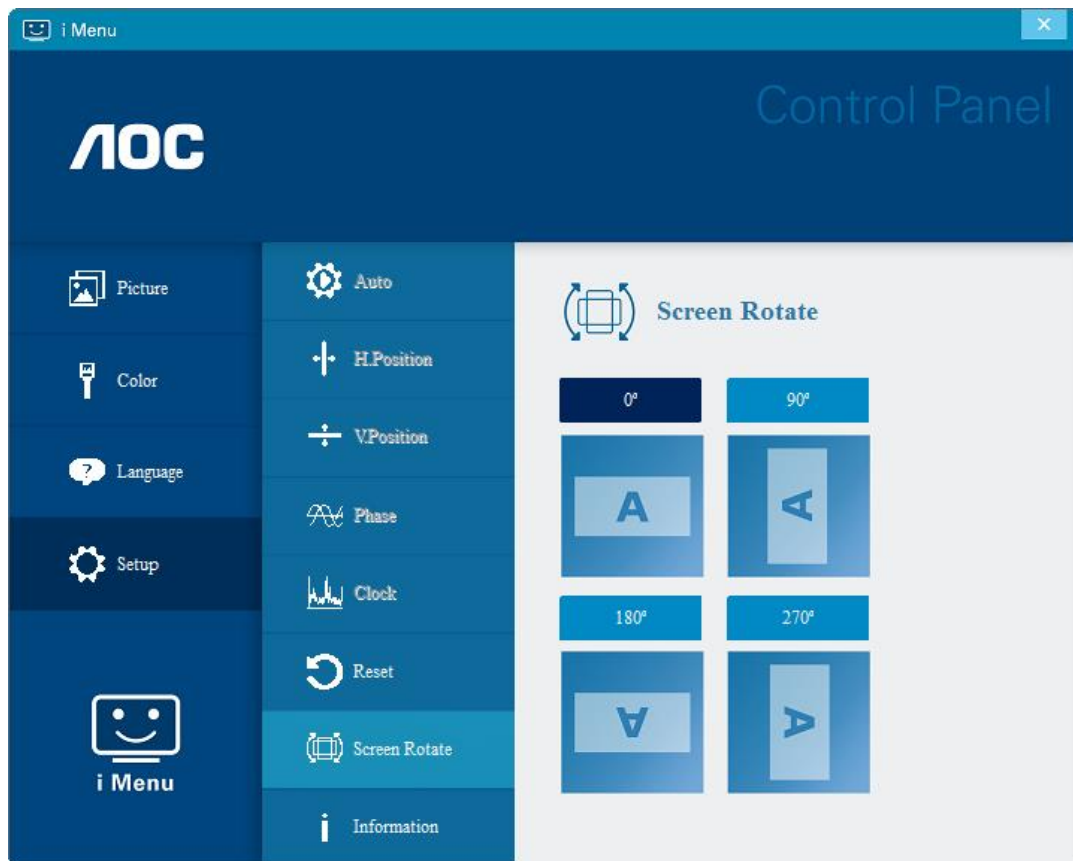 i Menu
Control Panel
AOC
Picture
Color
Language
Setup
i Menu
Auto
H.Position
V.Position
Phase
Clock
Reset
Screen Rotate
Information
Screen Rotate
0°
90°
A
A
180°
270°
A
A